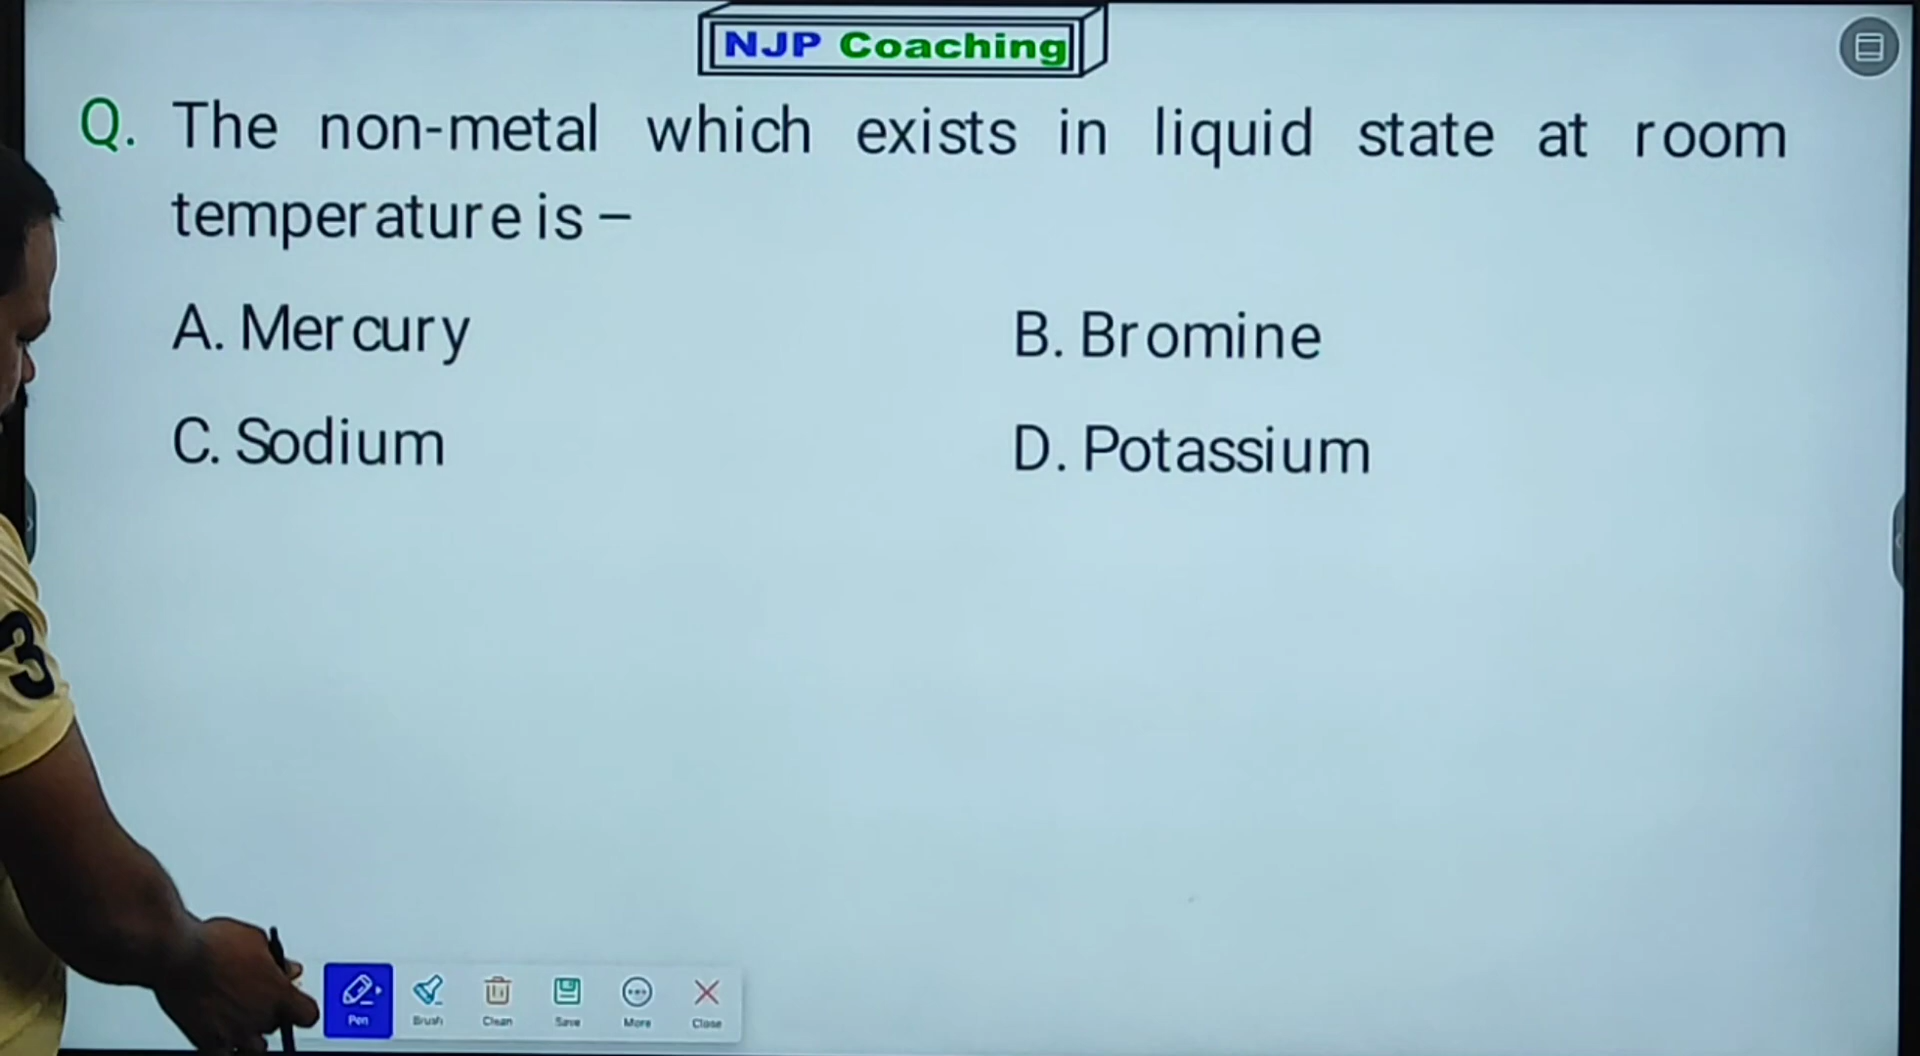 NJP Coaching
Q. The non-metal which exists in liquid state at room
temperature is –
A. Mercury
B. Bromine
C. Sodium
D. Potassium
3
Pen
Brush
Clean
Save
More
Close